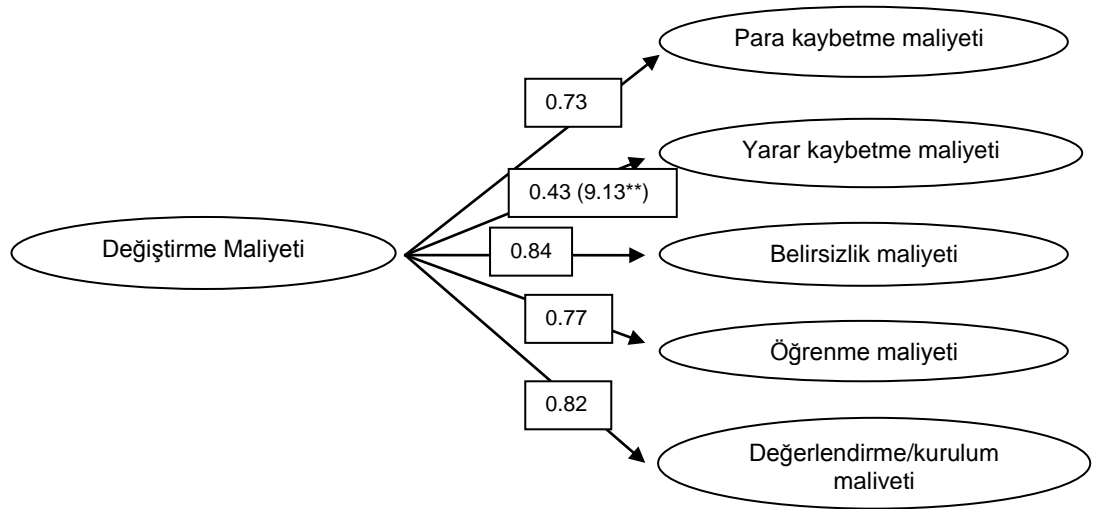 Para kaybetme maliyeti
0.73
Yarar kaybetme maliyeti
0.43 (9.13**)
Değiştirme Maliyeti
0.84
Belirsizlik maliyeti
0.77
Öğrenme maliyeti
0.82
Değerlendirme/kurulum
maliyeti